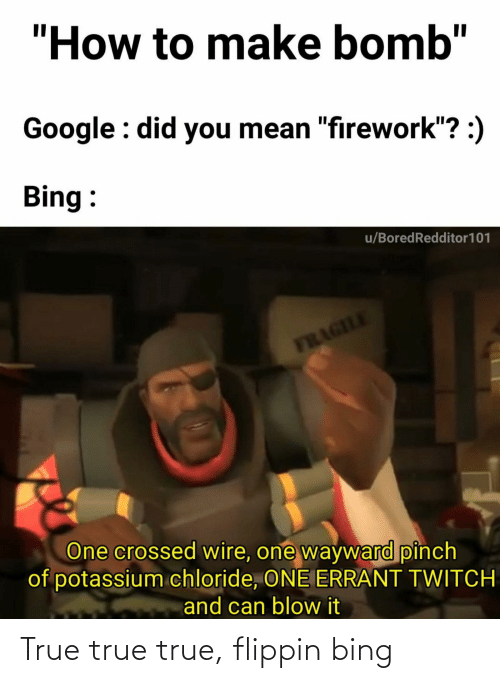 "How to make bomb"
Google : did you mean "firework"? :)
Bing :
u/BoredRedditor101
FRAGILE
One crossed wire, one wayward pinch
of potassium chloride, ONE ERRANT TWITCH
and can blow it
True true true, flippin bing